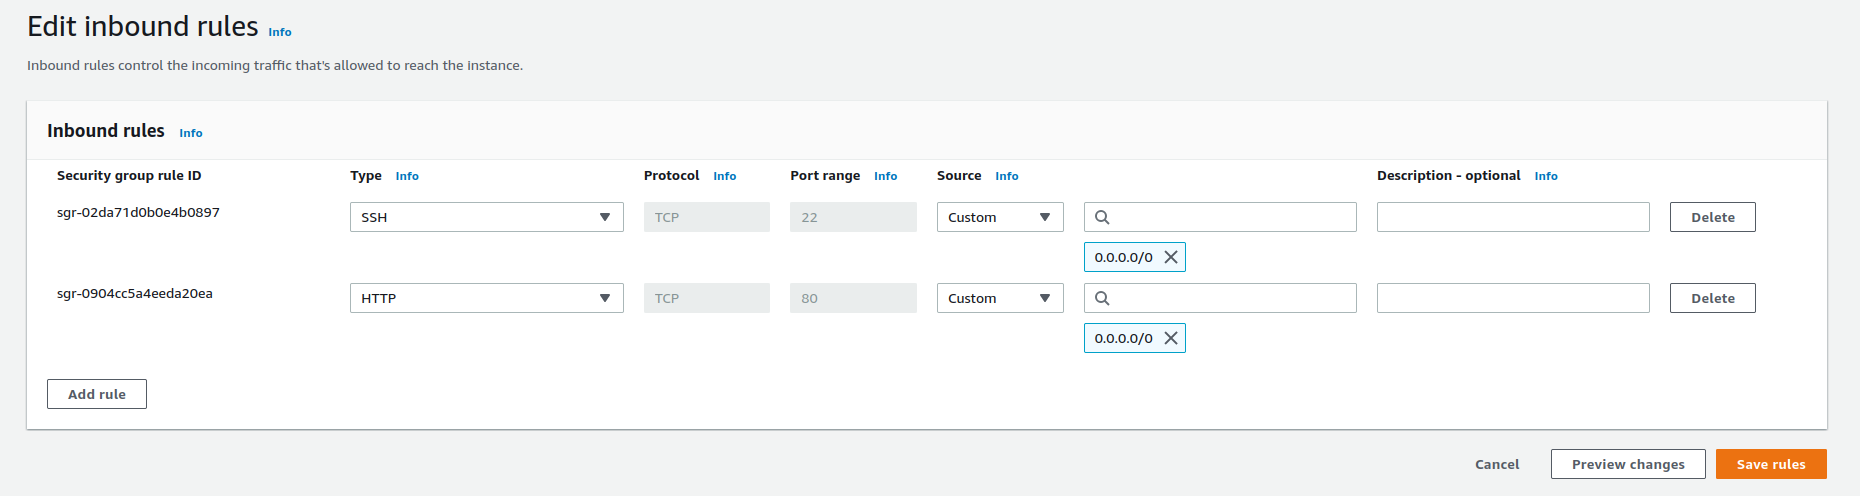 Edit inbound rules Info
Inbound rules control the incoming traffic that's allowed to reach the instance.
Inbound rules Info
Security group rule ID Type Info Protocol Info Port range Info Source Info Description - optional Info
sgr-02da71d0b0e4b0897 SSH TCP 22 Custom Delete
0.0.0.0/0
sgr-0904cc5a4eeda20ea HTTP TCP 80 Custom Delete
0.0.0.0/0
Add rule
Cancel Preview changes Save rules